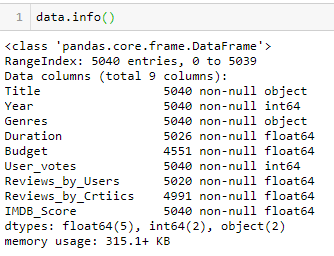 1 data.info()
<class 'pandas.core.frame.DataFrame'>
RangeIndex: 5040 entries, 0 to 5039
Data columns (total 9 columns):
Title 5040 non-null object
Year 5040 non-null int64
Genres 5040 non-null object
Duration 5026 non-null float64
Budget 4551 non-null float64
User_votes 5040 non-null int64
Reviews_by_Users 5020 non-null float64
Reviews_by_Crtiics 4991 non-null float64
IMDB_Score 5040 non-null float64
dtypes: float64(5), int64(2), object(2)
memory usage: 315.1+ KB